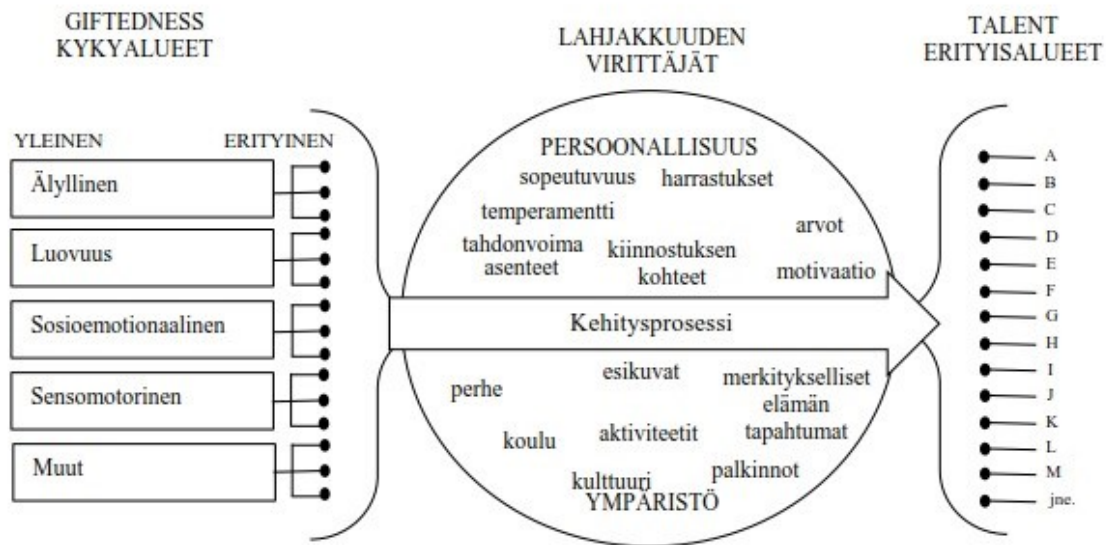 GIFTEDNESS
KYKYALUEET
LAHJAKKUUDEN
VIRITTÄJÄT
TALENT
ERITYISALUEET
YLEINEN
ERITYINEN
Älyllinen
Luovuus
Sosioemotionaalinen
Sensomotorinen
Muut
PERSOONALLISUUS
sopeutuvuus
harrastukset
temperamentti
arvot
tahdonvoima
asenteet
kiinnostuksen
kohteet
motivaatio
Kehitysprosessi
perhe
esikuvat
merkitykselliset
elämän
tapahtumat
koulu
aktiviteetit
kulttuuri
palkinnot
YMPÄRISTÖ
A
B
C
D
E
F
G
H
I
J
K
L
M
jne.